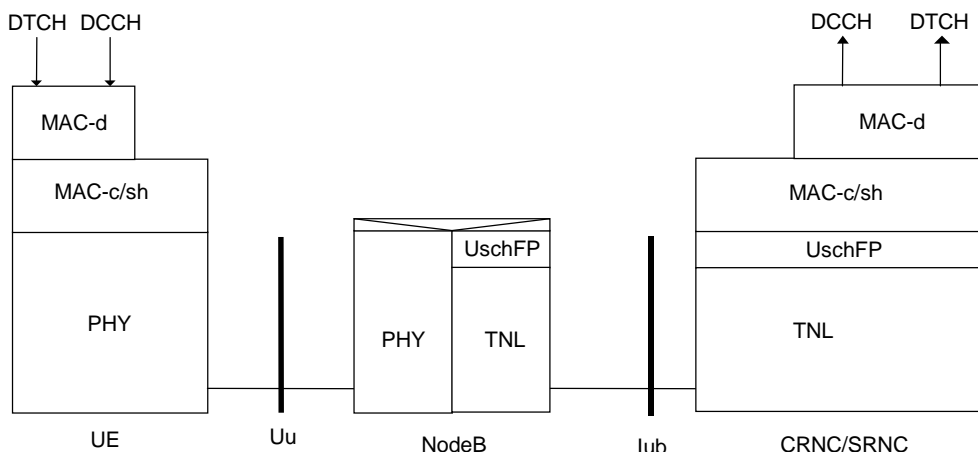 DTCH DCCH
DCCH DTCH
MAC-d
MAC-d
MAC-c/sh
MAC-c/sh
UschFP
UschFP
PHY
PHY
TNL
TNL
UE
Uu
NodeB
Iub
CRNC/SRNC